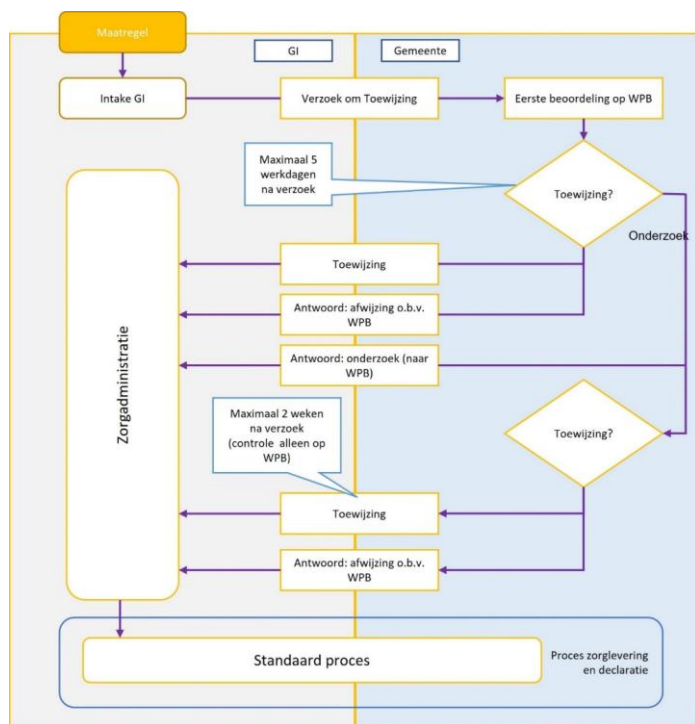 Maatregel
GI
Gemeente
Intake GI
Verzoek om Toewijzing
Eerste beoordeling op WPB
Maximaal 5
werkdagen
na verzoek
Toewijzing?
Onderzoek
Toewijzing
Antwoord: afwijzing o.b.v.
WPB
Antwoord: onderzoek (naar
WPB)
Zorgadministratie
Maximaal 2 weken
na verzoek
(controle alleen op
WPB)
Toewijzing?
Toewijzing
Antwoord: afwijzing o.b.v.
WPB
Standaard proces
Proces zorglevering
en declaratie